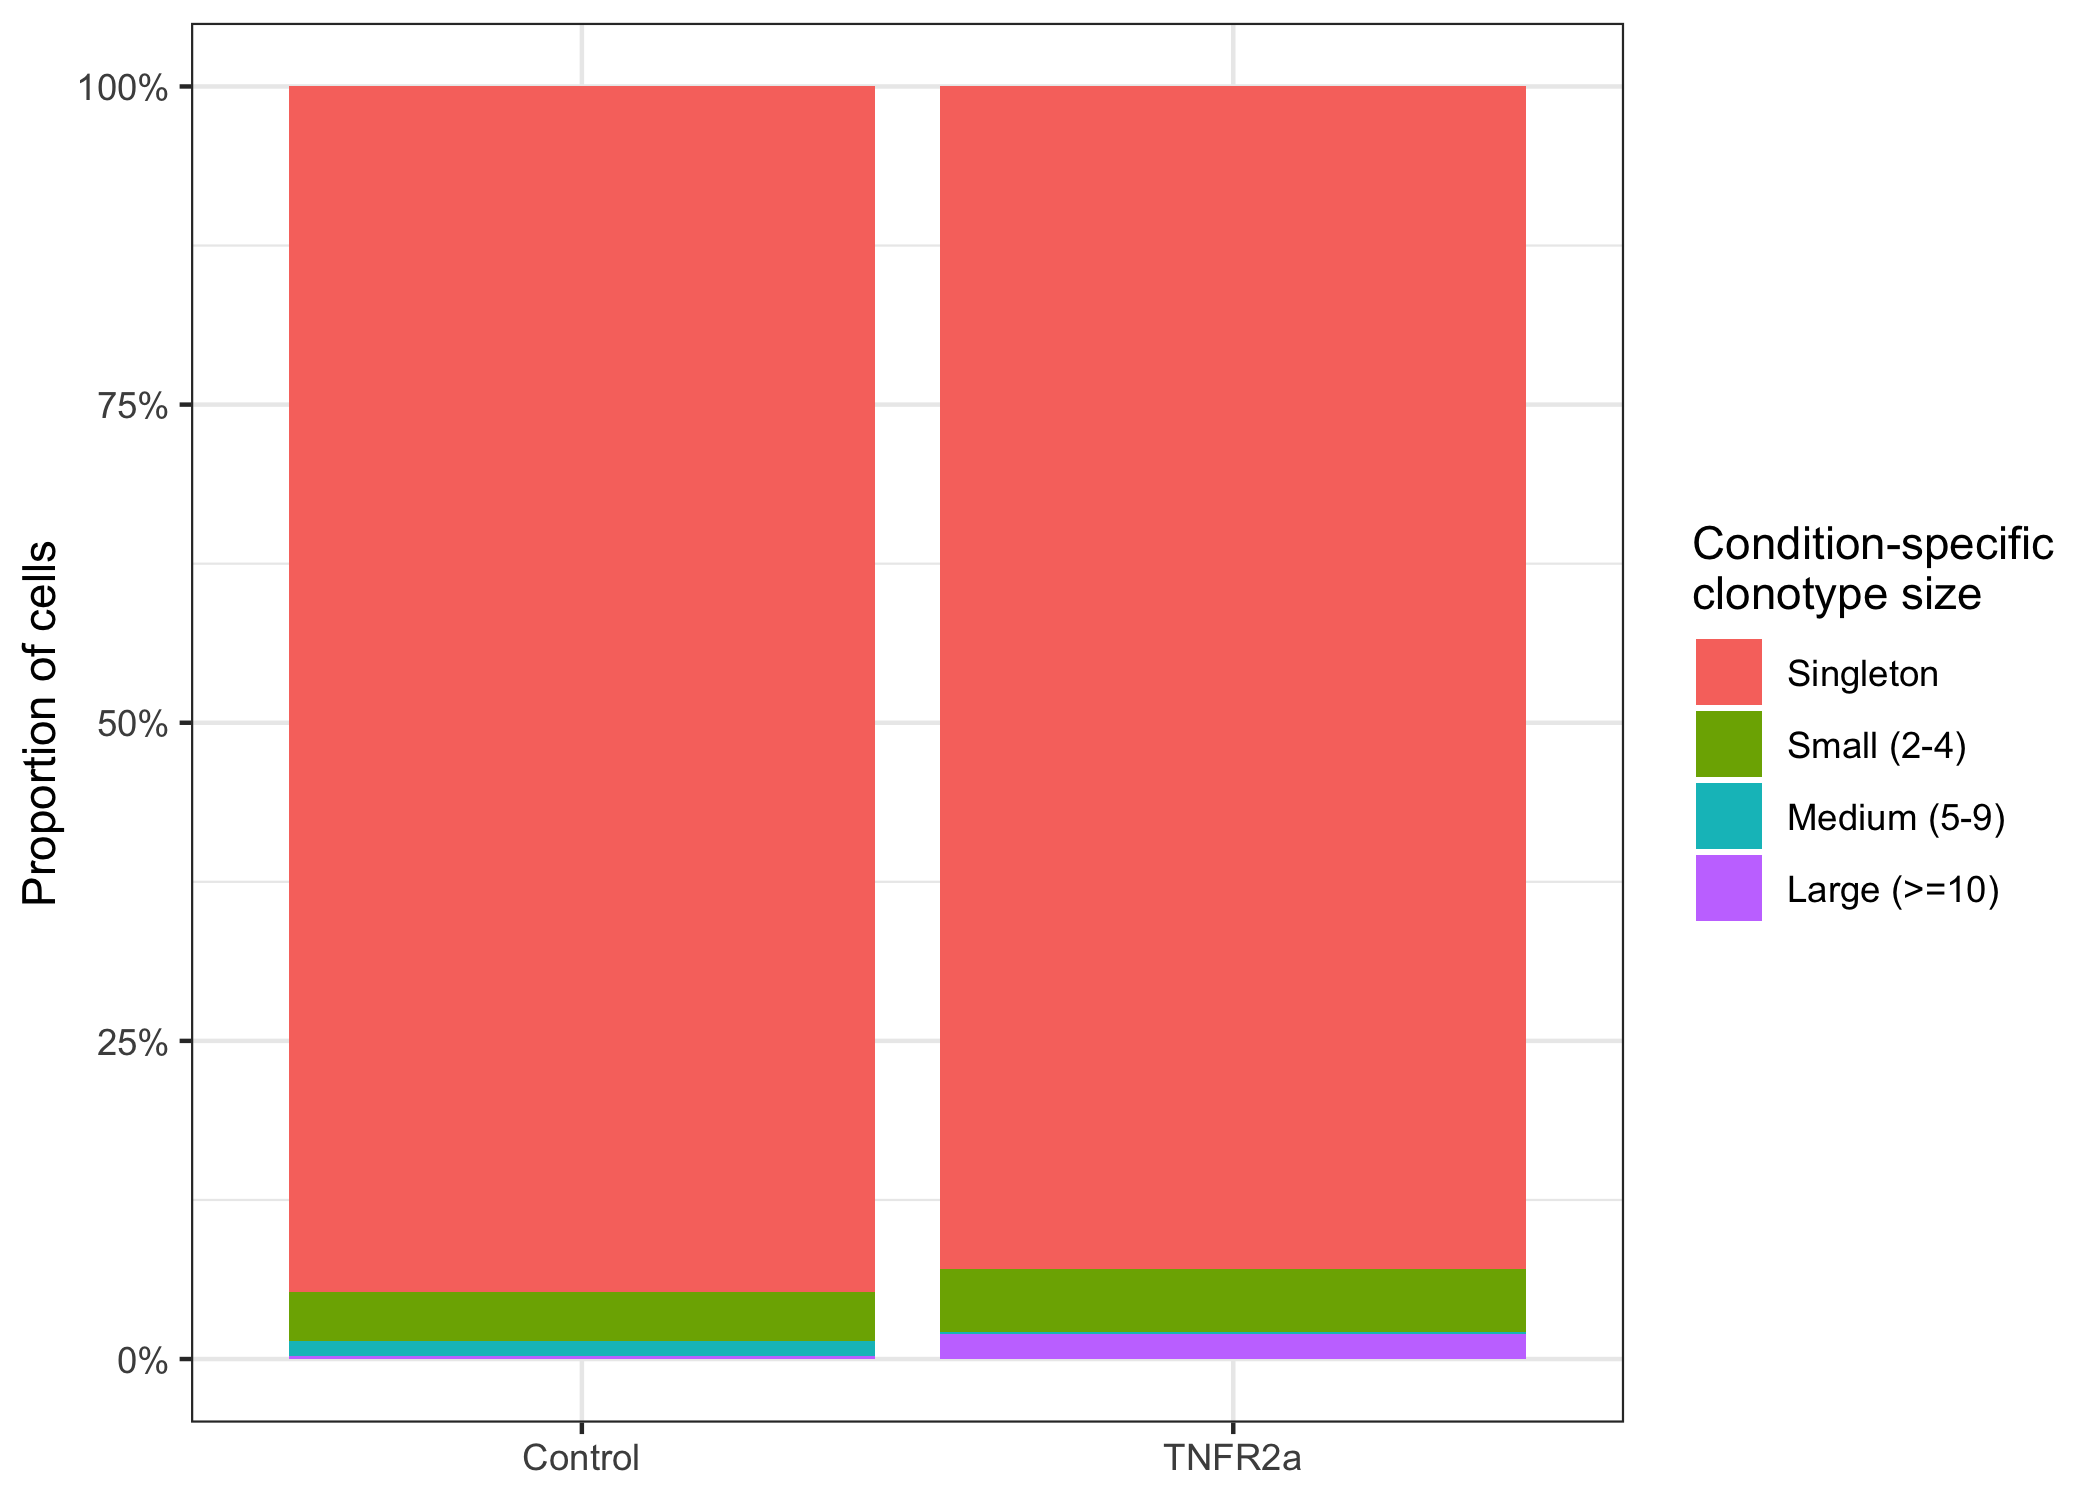 100%
75%
50%
25%
0%
Proportion of cells
Control
TNFR2a
Condition-specific
clonotype size
Singleton
Small (2-4)
Medium (5-9)
Large (>=10)